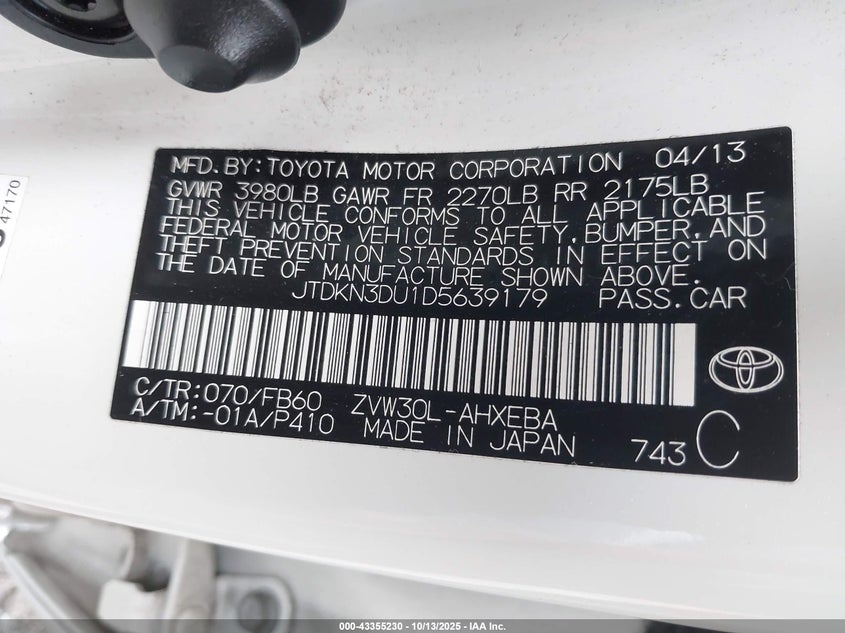 MFD.BY:TOYOTA MOTOR CORPORATION 04/13
GVWR 3980LB GAWR FR 2270LB RR 2175LB
THIS VEHICLE CONFORMS TO ALL APPLICABLE
FEDERAL MOTOR VEHICLE SAFETY,BUMPER,AND
THEFT PREVENTION STANDARDS IN EFFECT ON
THE DATE OF MANUFACTURE SHOWN ABOVE.
JTDKN3DU1D5639179 PASS.CAR
C/TR:070/FB60 ZVW30L-AHXEBA
A/TM:-01A/P410 MADE IN JAPAN 743 C
47170
000-43355230 - 10/13/2025 - IAA Inc.